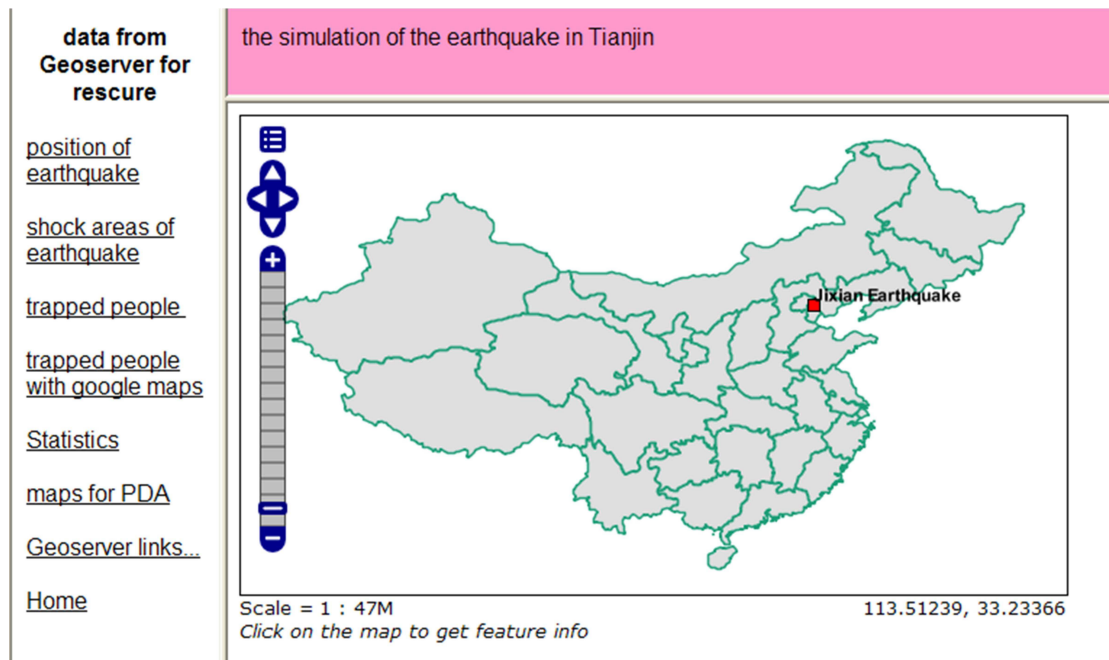 data from
Geoserver for
rescure
position of
earthquake
shock areas of
earthquake
trapped people
trapped people
with google maps
Statistics
maps for PDA
Geoserver links...
Home
the simulation of the earthquake in Tianjin
Jixian Earthquake
Scale = 1 : 47M
113.51239, 33.23366
Click on the map to get feature info